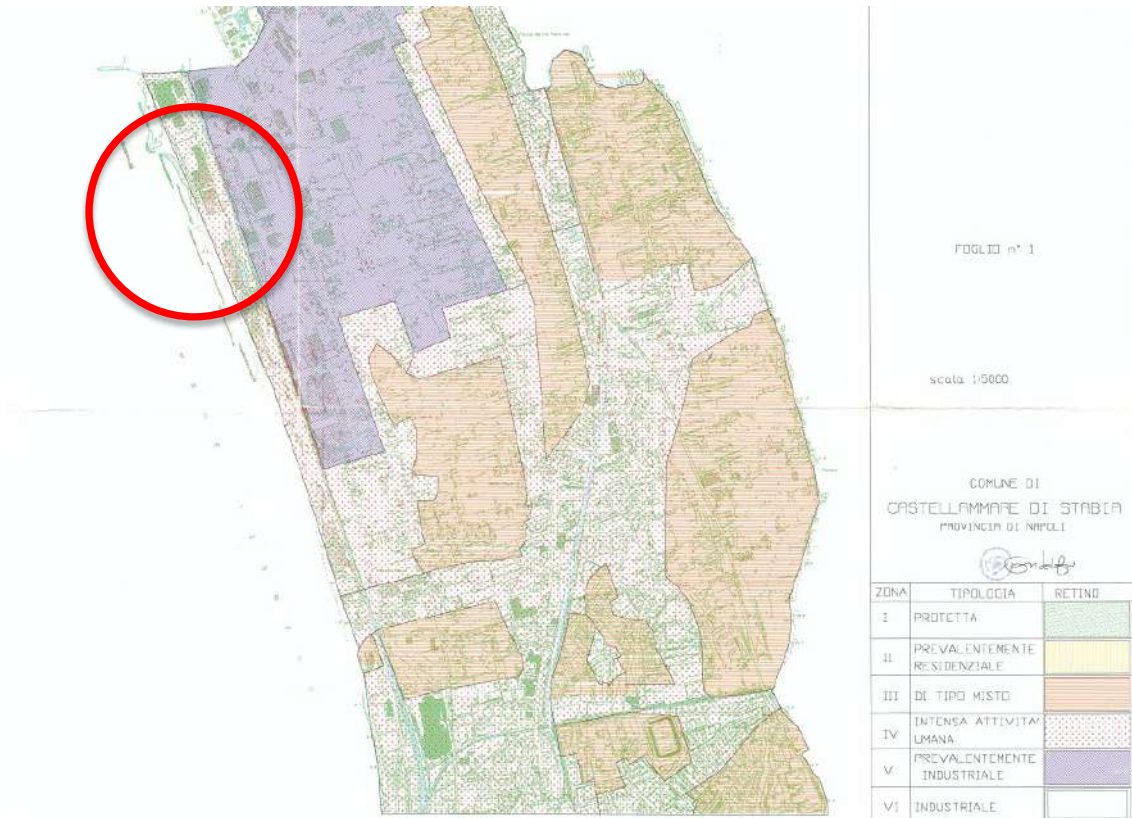 FOGLIO n° 1
scala 1:5000
COMUNE DI
CASTELLAMMARE DI STABIA
PROVINCIA DI NAPOLI
ZONA TIPOLOGIA RETINO
I PROTETTA
II PREVALENTEMENTE
RESIDENZIALE
III DI TIPO MISTO
IV INTENSA ATTIVITA'
UMANA
V PREVALENTEMENTE
INDUSTRIALE
VI INDUSTRIALE